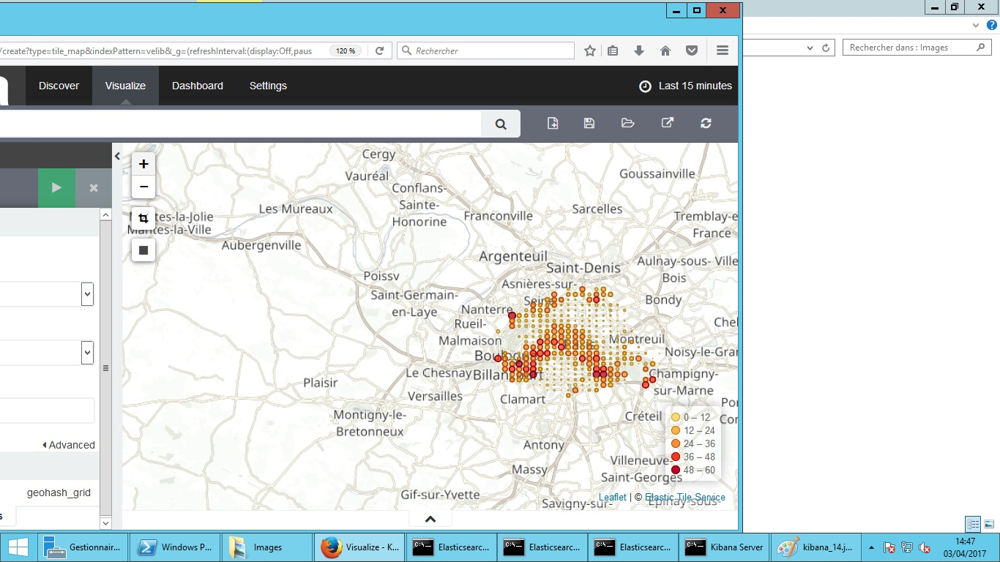 /create?type=tile_map&indexPattern=velib&_g=(refreshInterval:(display:Off,paus
120 %
Rechercher
Rechercher dans : Images
Discover
Visualize
Dashboard
Settings
Last 15 minutes
Cergy
Vauréal
Conflans-
Sainte-
Honorine
Goussainville
Les Mureaux
Franconville
Sarcelles
tes-la-Jolie
Mantes-la-Ville
Tremblay-e
France
Aubergenville
Argenteuil
Saint-Denis
Aulnay-sous-
Bois
Ville
Poissy
Asnières-sur-
Seine
Saint-Germain-
en-Laye
Bondy
Nanterre
Rueil-
Malmaison
Chel
Montreuil
Noisy-le-Gran
Boulog
Billan
Le Chesnay
Champigny-
sur-Marne
Plaisir
Versailles
Clamart
Pon
Com
Montigny-le-
Bretonneux
Créteil
0 – 12
12 – 24
24 – 36
36 – 48
48 – 60
Advanced
Antony
Massy
Villeneuve-
Saint-Georges
geohash_grid
Gif-sur-Yvette
Savigny-sur-
Epinay-sous-
Leaflet | © Elastic Tile Service
s
Gestionnair...
Windows P...
Images
Visualize - K...
Elasticsearc...
Elasticsearc...
Elasticsearc...
Kibana Server
kibana_14.j...
14:47
03/04/2017